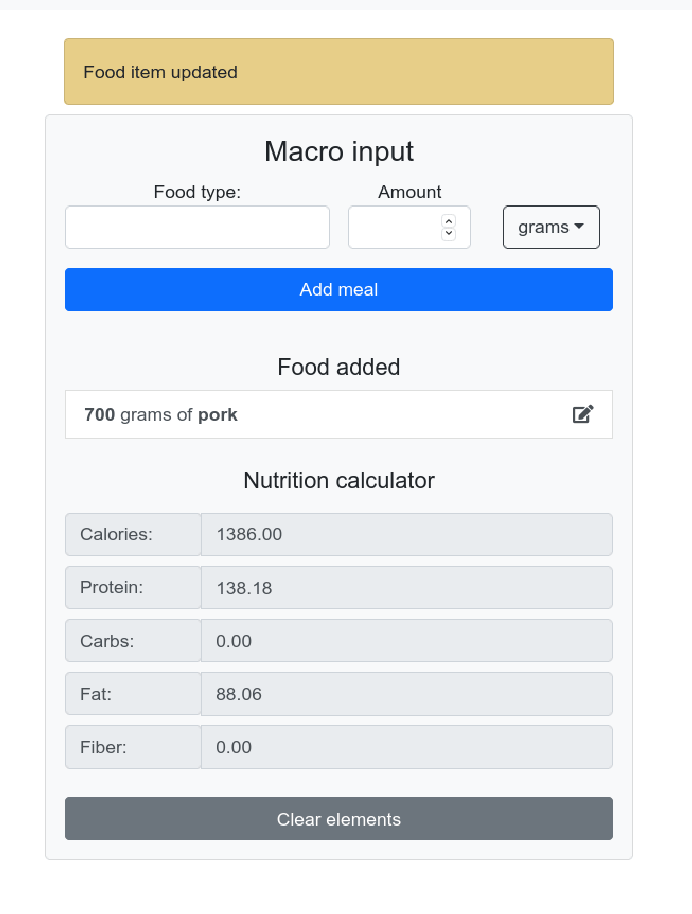 Food item updated
Macro input
Food type: Amount
grams
Add meal
Food added
700 grams of pork
Nutrition calculator
Calories: 1386.00
Protein: 138.18
Carbs: 0.00
Fat: 88.06
Fiber: 0.00
Clear elements